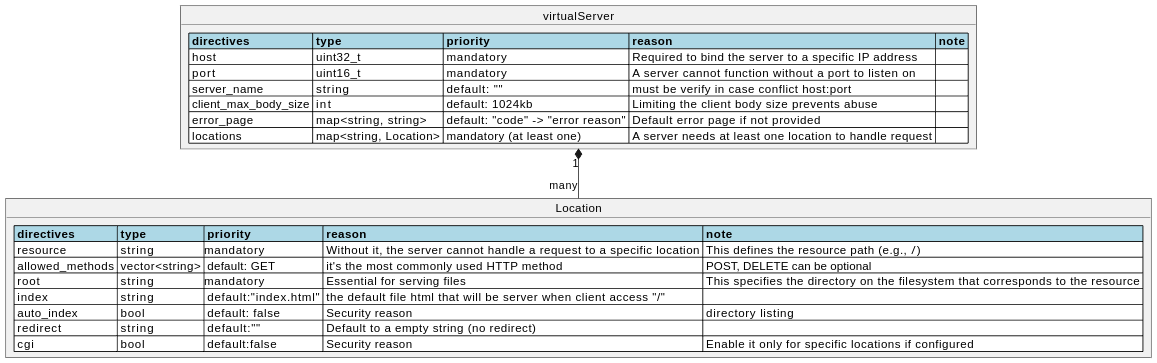 virtualServer
directives type priority reason note
host uint32_t mandatory Required to bind the server to a specific IP address
port uint16_t mandatory A server cannot function without a port to listen on
server_name string default: "" must be verify in case conflict host:port
client_max_body_size int default: 1024kb Limiting the client body size prevents abuse
error_page map<string, string> default: "code" -> "error reason" Default error page if not provided
locations map<string, Location> mandatory (at least one) A server needs at least one location to handle request
1
many
Location
directives type priority reason note
resource string mandatory Without it, the server cannot handle a request to a specific location This defines the resource path (e.g., /)
allowed_methods vector<string> default: GET it's the most commonly used HTTP method POST, DELETE can be optional
root string mandatory Essential for serving files This specifies the directory on the filesystem that corresponds to the resource
index string default:"index.html" the default file html that will be server when client access "/"
auto_index bool default: false Security reason directory listing
redirect string default:"" Default to a empty string (no redirect)
cgi bool default:false Security reason Enable it only for specific locations if configured